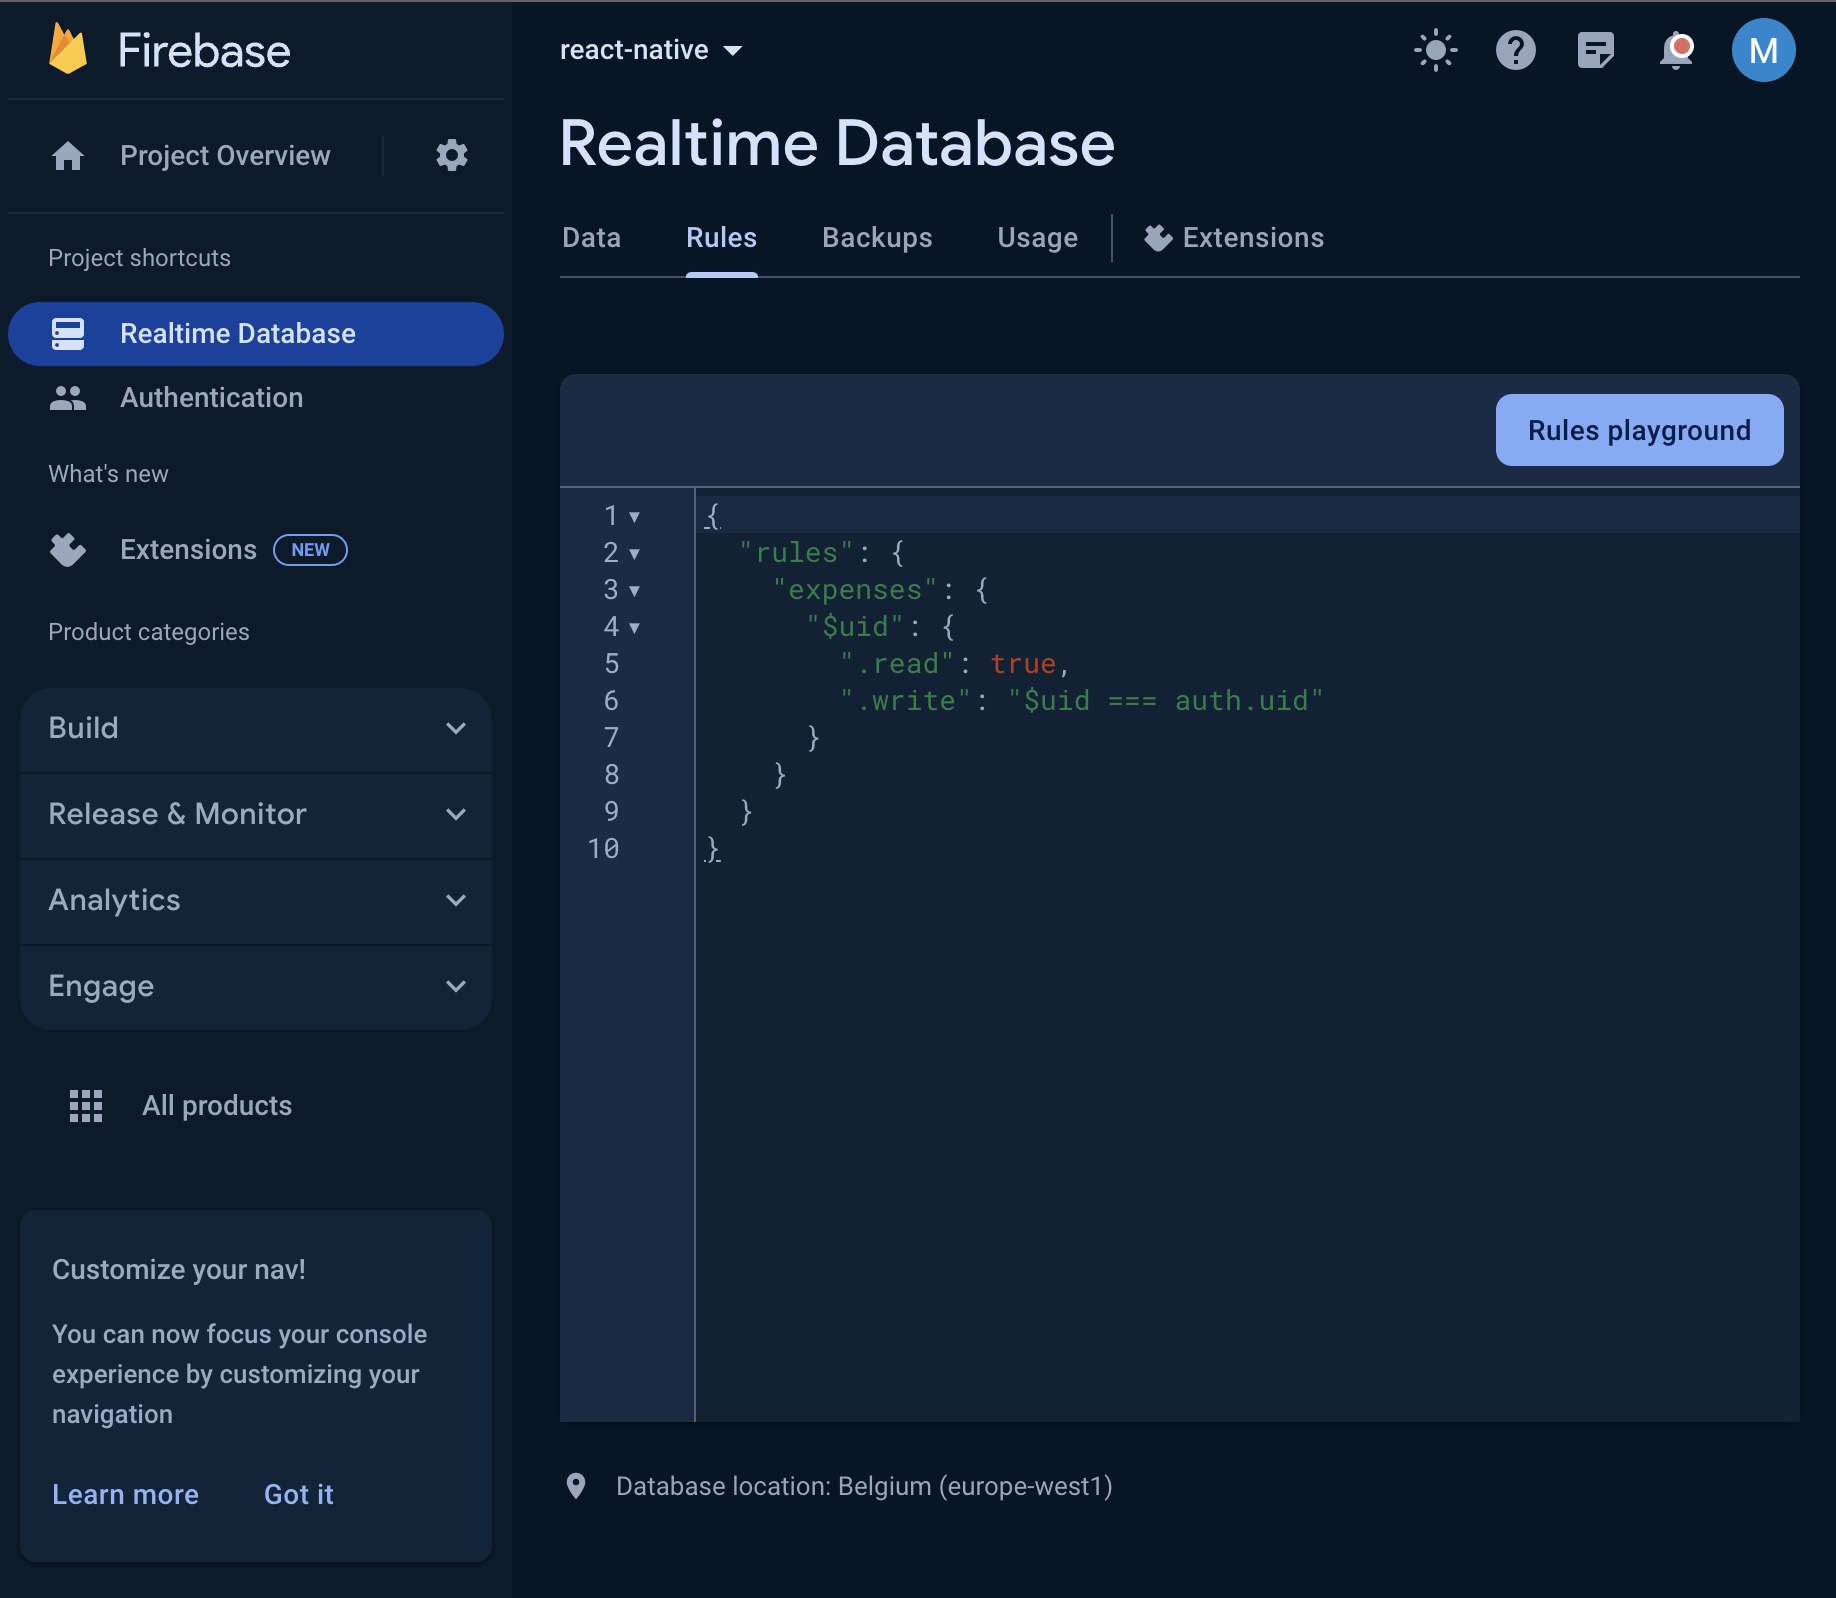 Firebase
Project Overview
Project shortcuts
Realtime Database
Authentication
What's new
Extensions NEW
Product categories
Build
Release & Monitor
Analytics
Engage
All products
Customize your nav!
You can now focus your console
experience by customizing your
navigation
Learn more Got it
react-native
M
Realtime Database
Data Rules Backups Usage Extensions
Rules playground
1 {
2 "rules": {
3 "expenses": {
4 "$uid": {
5 ".read": true,
6 ".write": "$uid === auth.uid"
7 }
8 }
9 }
10 }
Database location: Belgium (europe-west1)